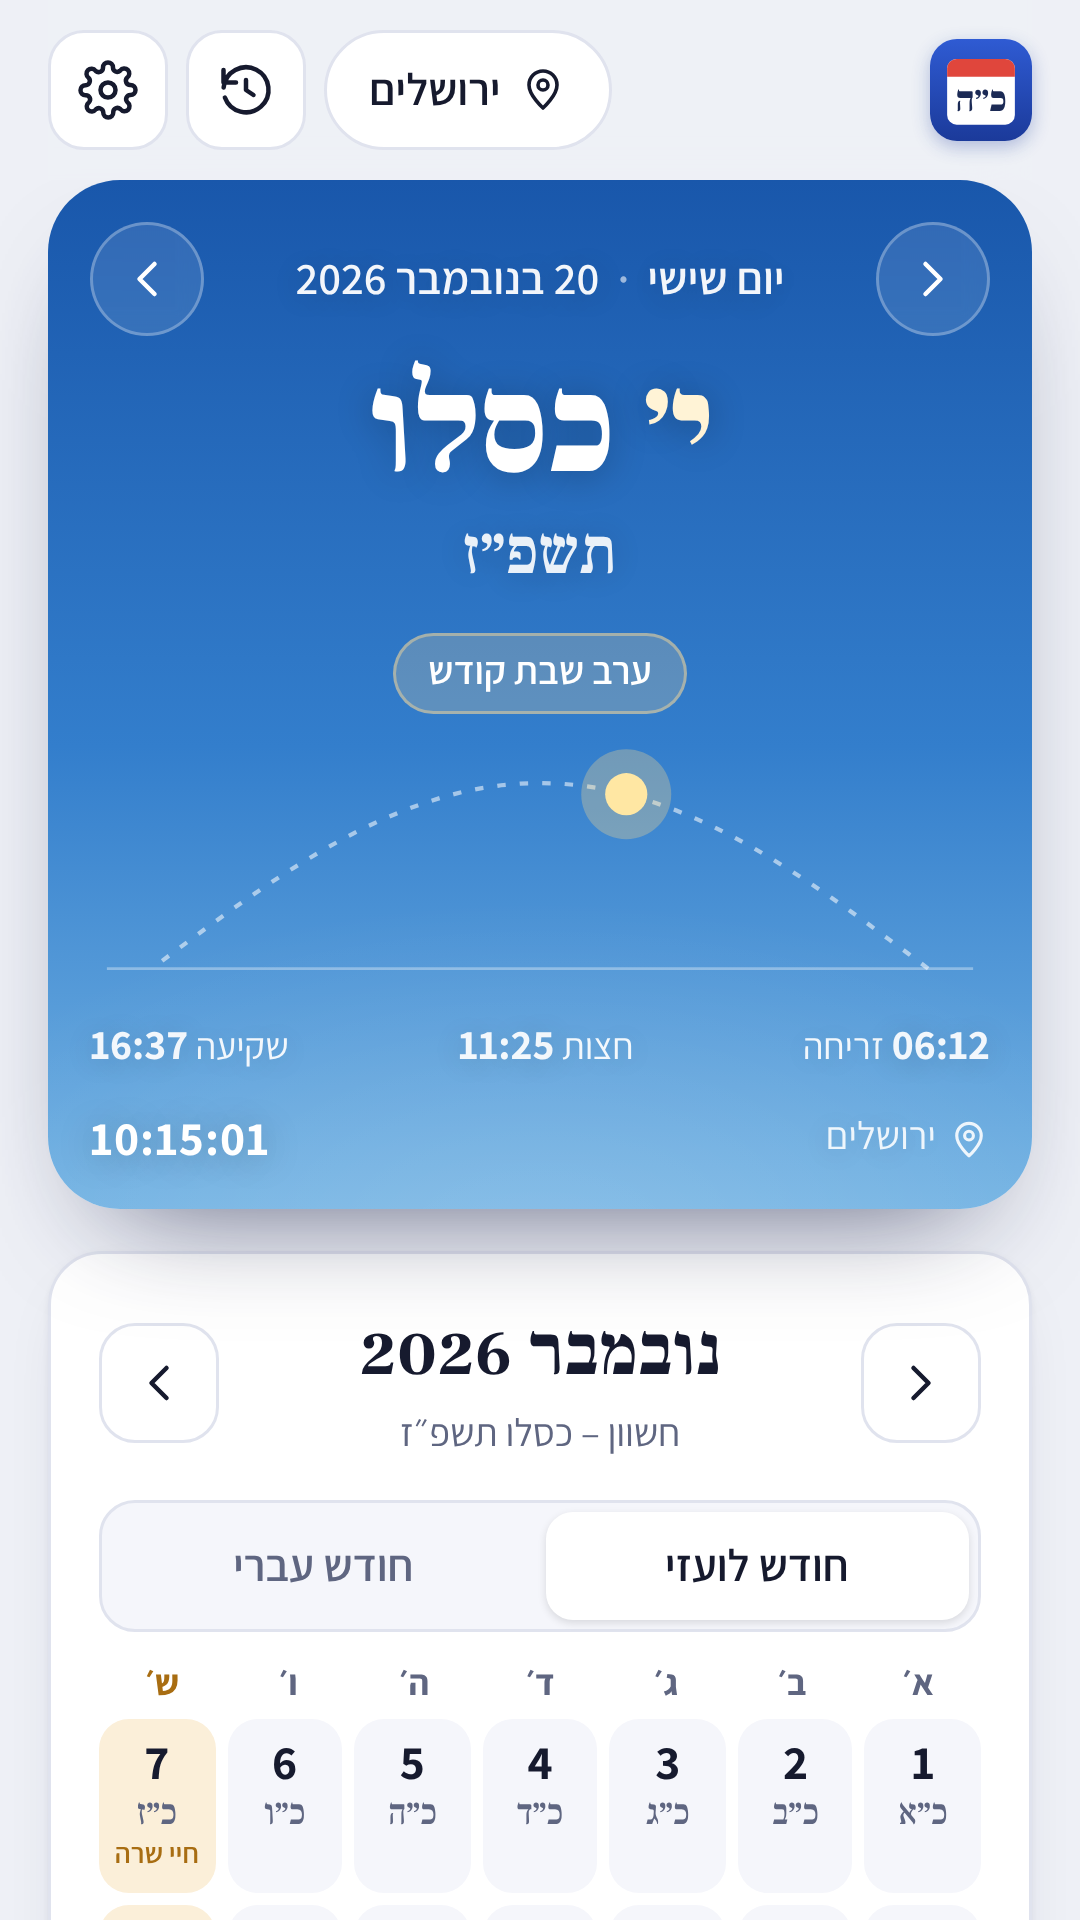 כ״ה
ירושלים
יום שישי · 20 בנובמבר 2026
י׳ כסלו
תשפ״ז
ערב שבת קודש
06:12 זריחה
חצות 11:25
שקיעה 16:37
ירושלים
10:15:01
נובמבר 2026
חשוון – כסלו תשפ״ז
חודש לועזי
חודש עברי
א׳ ב׳ ג׳ ד׳ ה׳ ו׳ ש׳
1 2 3 4 5 6 7
כ״א כ״ב כ״ג כ״ד כ״ה כ״ו כ״ז
חיי שרה